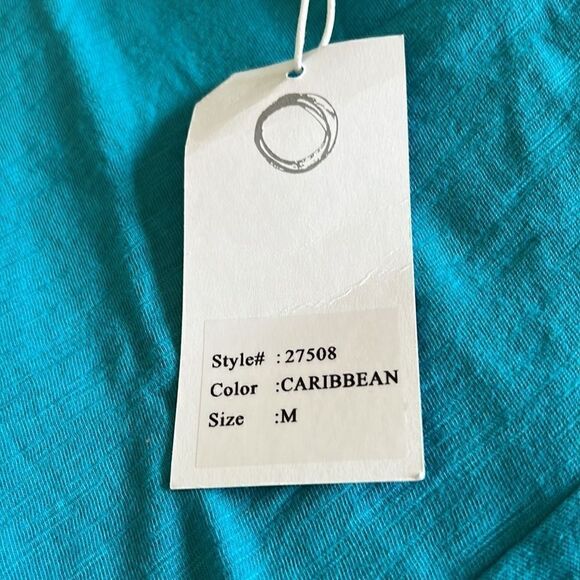 Style# : 27508
Color :CARIBBEAN
Size :M